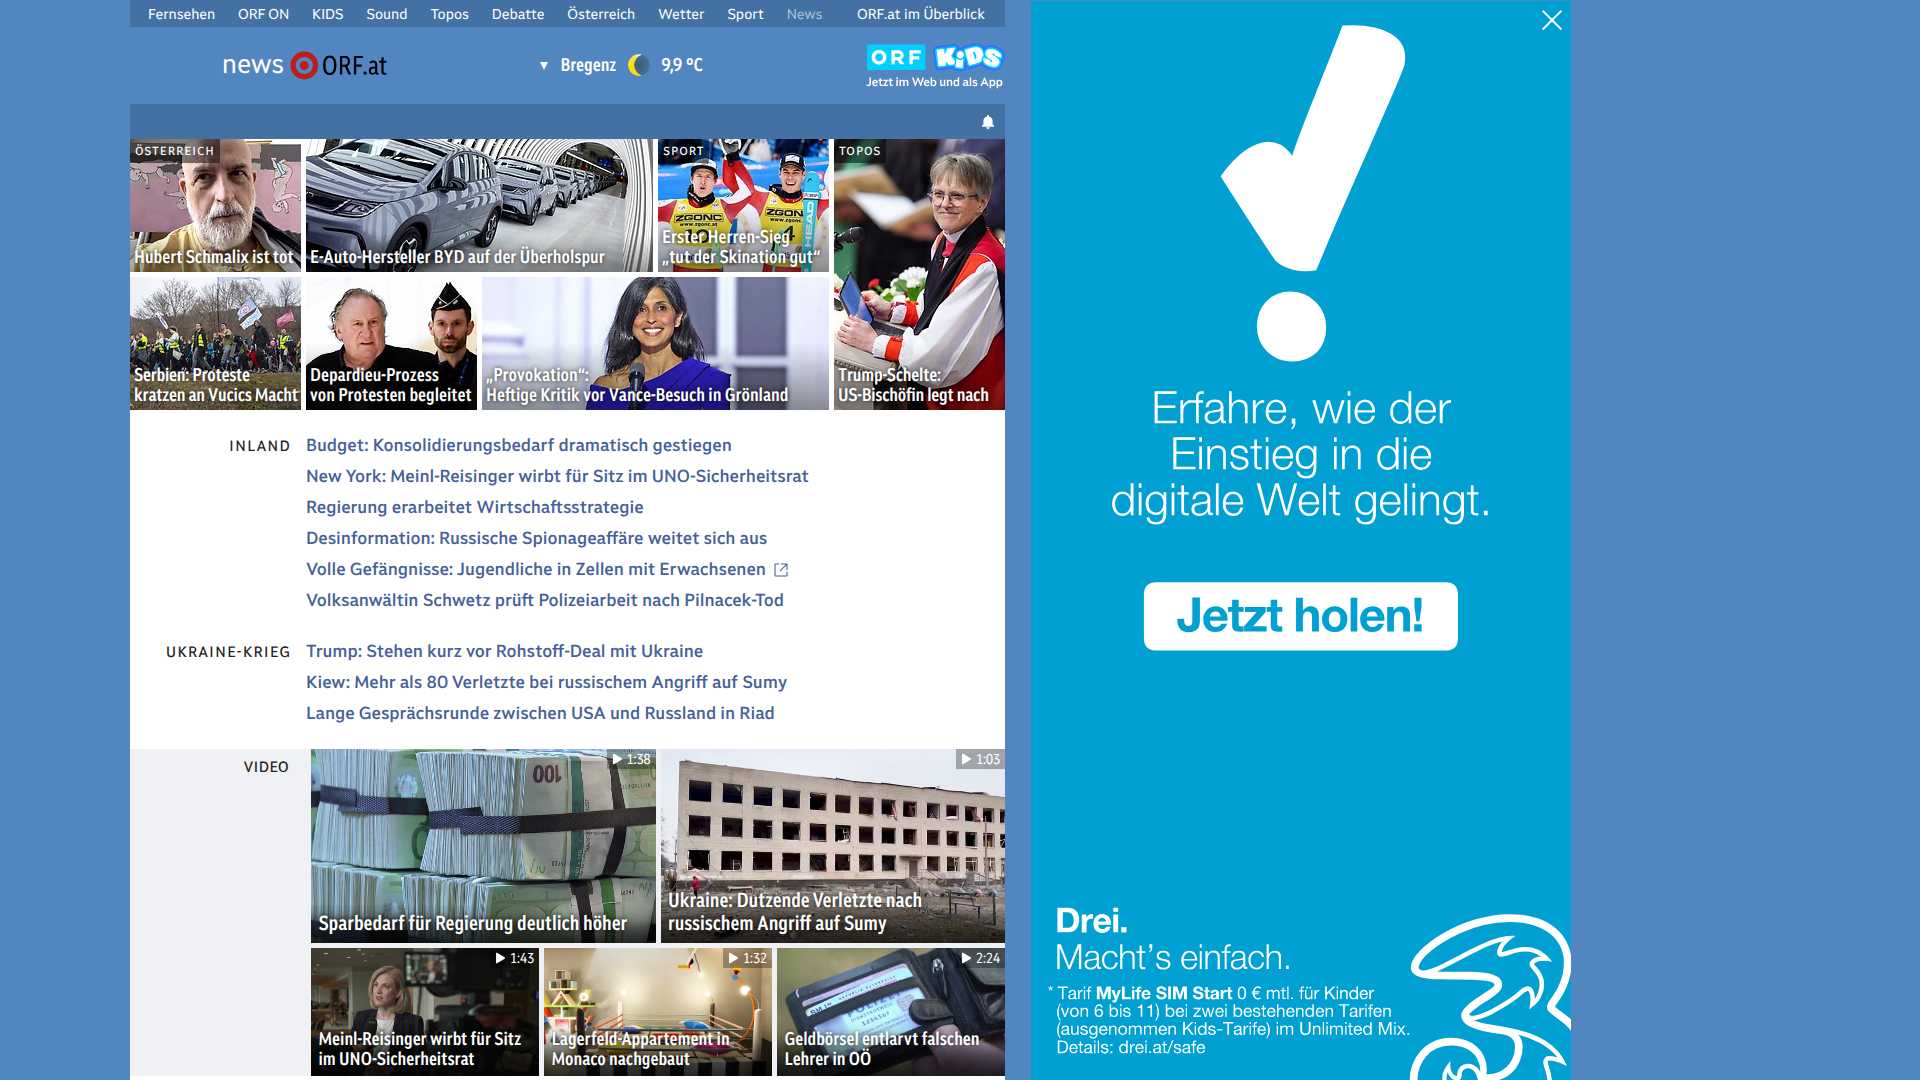 Fernsehen ORF ON KIDS Sound Topos Debatte Österreich Wetter Sport News ORF.at im Überblick
news ORF.at
Bregenz 9,9 °C
ORF KiDS
Jetzt im Web und als App
ÖSTERREICH
Hubert Schmalix ist tot
E-Auto-Hersteller BYD auf der Überholspur
SPORT
ZGONC
ZGONC
Erster Herren-Sieg
„tut der Skination gut“
TOPOS
Trump-Schelte:
US-Bischöfin legt nach
Serbien: Proteste
kratzen an Vucics Macht
Depardieu-Prozess
von Protesten begleitet
„Provokation“:
Heftige Kritik vor Vance-Besuch in Grönland
INLAND
Budget: Konsolidierungsbedarf dramatisch gestiegen
New York: Meinl-Reisinger wirbt für Sitz im UNO-Sicherheitsrat
Regierung erarbeitet Wirtschaftsstrategie
Desinformation: Russische Spionageaffäre weitet sich aus
Volle Gefängnisse: Jugendliche in Zellen mit Erwachsenen
Volksanwältin Schwetz prüft Polizeiarbeit nach Pilnacek-Tod
UKRAINE-KRIEG
Trump: Stehen kurz vor Rohstoff-Deal mit Ukraine
Kiew: Mehr als 80 Verletzte bei russischem Angriff auf Sumy
Lange Gesprächsrunde zwischen USA und Russland in Riad
VIDEO
1:38
100
Sparbedarf für Regierung deutlich höher
1:03
Ukraine: Dutzende Verletzte nach
russischem Angriff auf Sumy
1:43
Meinl-Reisinger wirbt für Sitz
im UNO-Sicherheitsrat
1:32
Lagerfeld-Appartement in
Monaco nachgebaut
2:24
Geldbörsel entlarvt falschen
Lehrer in OÖ
Erfahre, wie der
Einstieg in die
digitale Welt gelingt.
Jetzt holen!
Drei.
Macht’s einfach.
* Tarif MyLife SIM Start 0 € mtl. für Kinder
(von 6 bis 11) bei zwei bestehenden Tarifen
(ausgenommen Kids-Tarife) im Unlimited Mix.
Details: drei.at/safe